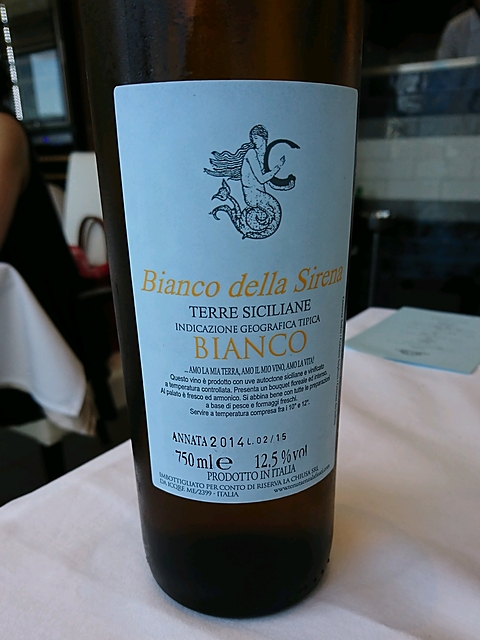 C
Bianco della Sirena
TERRE SICILIANE
INDICAZIONE GEOGRAFICA TIPICA
BIANCO
... AMO LA MIA TERRA, AMO IL MIO VINO, AMO LA VITA!
Questo vino è prodotto con uve autoctone siciliane e vinificato
a temperatura controllata. Presenta un bouquet floreale ed intenso.
Al palato è fresco ed armonico. Si abbina bene con tutte le preparazioni
a base di pesce e formaggi freschi.
Servire a temperatura compresa fra i 10° e 12°.
ANNATA 2014 L.02/15
750 ml e 12,5 % vol
PRODOTTO IN ITALIA
IMBOTTIGLIATO PER CONTO DI RISERVA LA CHIUSA SRL
DA ICQRF ME/2399 - ITALIA